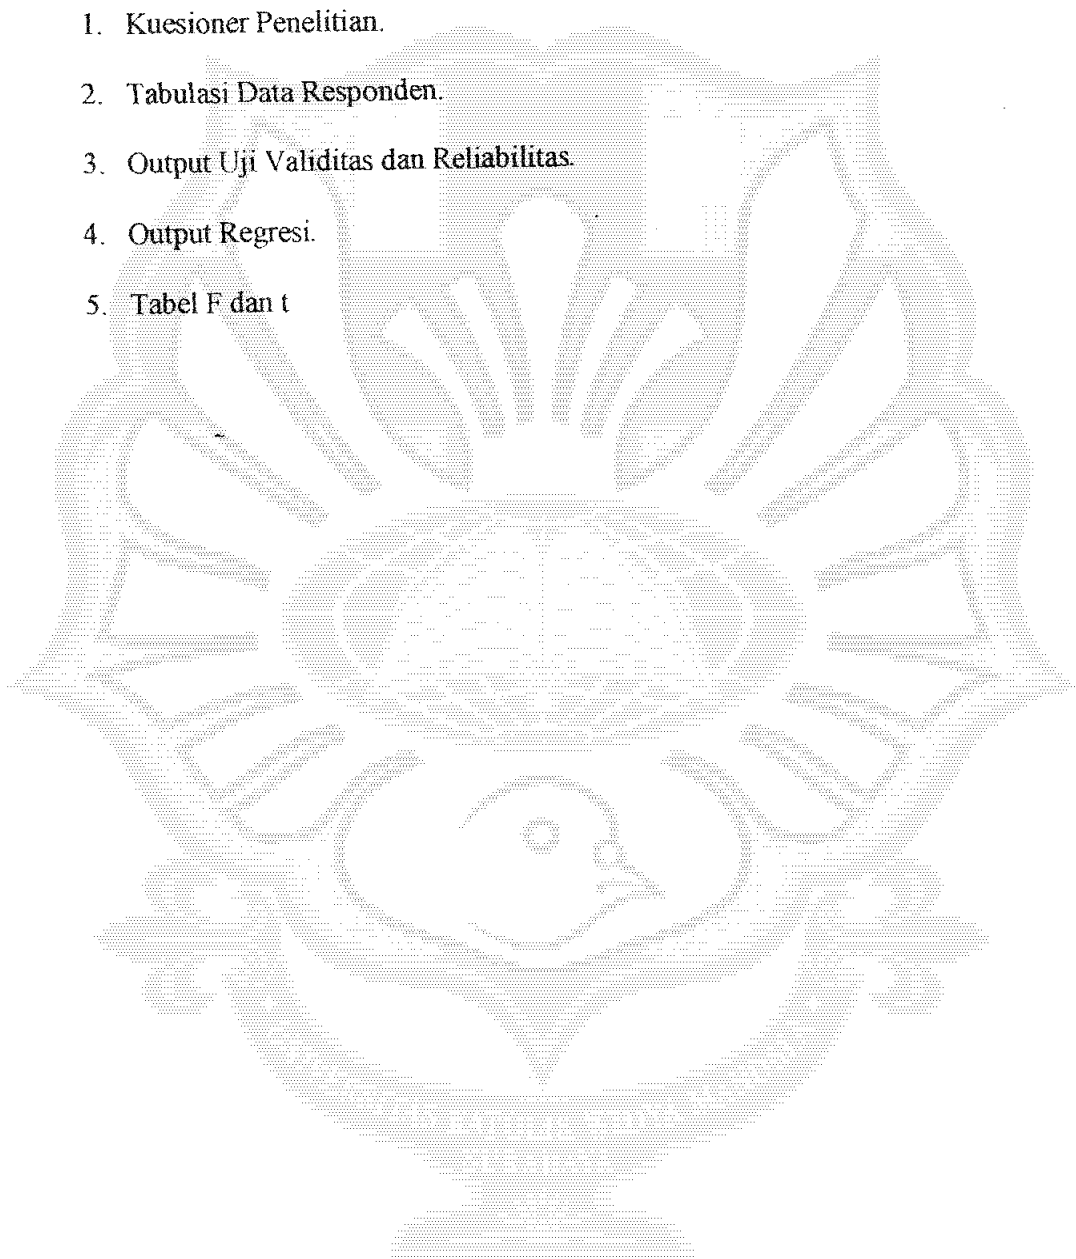 1. Kuesioner Penelitian.
2. Tabulasi Data Responden.
3. Output Uji Validitas dan Reliabilitas.
4. Output Regresi.
5. Tabel F dan t